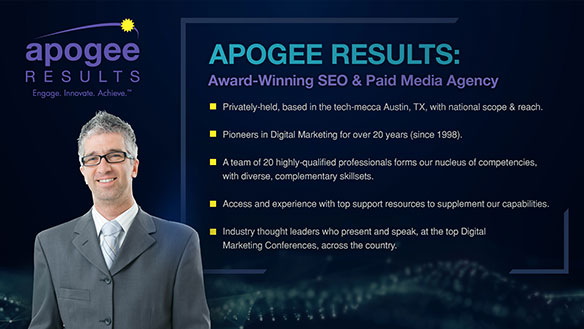 apogee
RESULTS
Engage. Innovate. Achieve.™
APOGEE RESULTS:
Award-Winning SEO & Paid Media Agency
Privately-held, based in the tech-mecca Austin, TX, with national scope & reach.
Pioneers in Digital Marketing for over 20 years (since 1998).
A team of 20 highly-qualified professionals forms our nucleus of competencies,
with diverse, complementary skillsets.
Access and experience with top support resources to supplement our capabilities.
Industry thought leaders who present and speak, at the top Digital
Marketing Conferences, across the country.